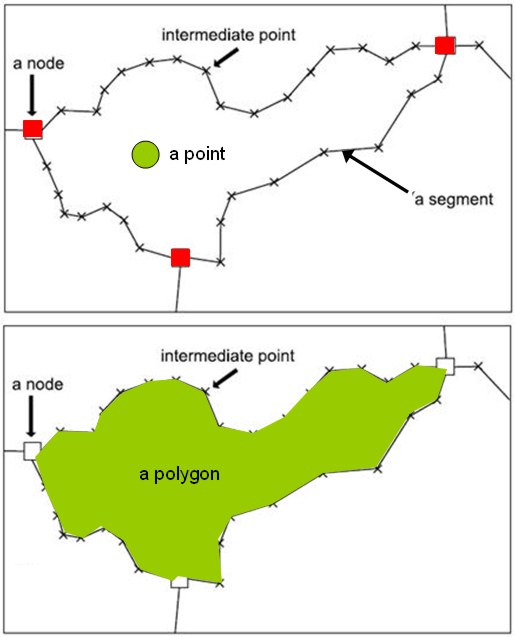 intermediate point
a node
a point
a segment
intermediate point
a node
a polygon